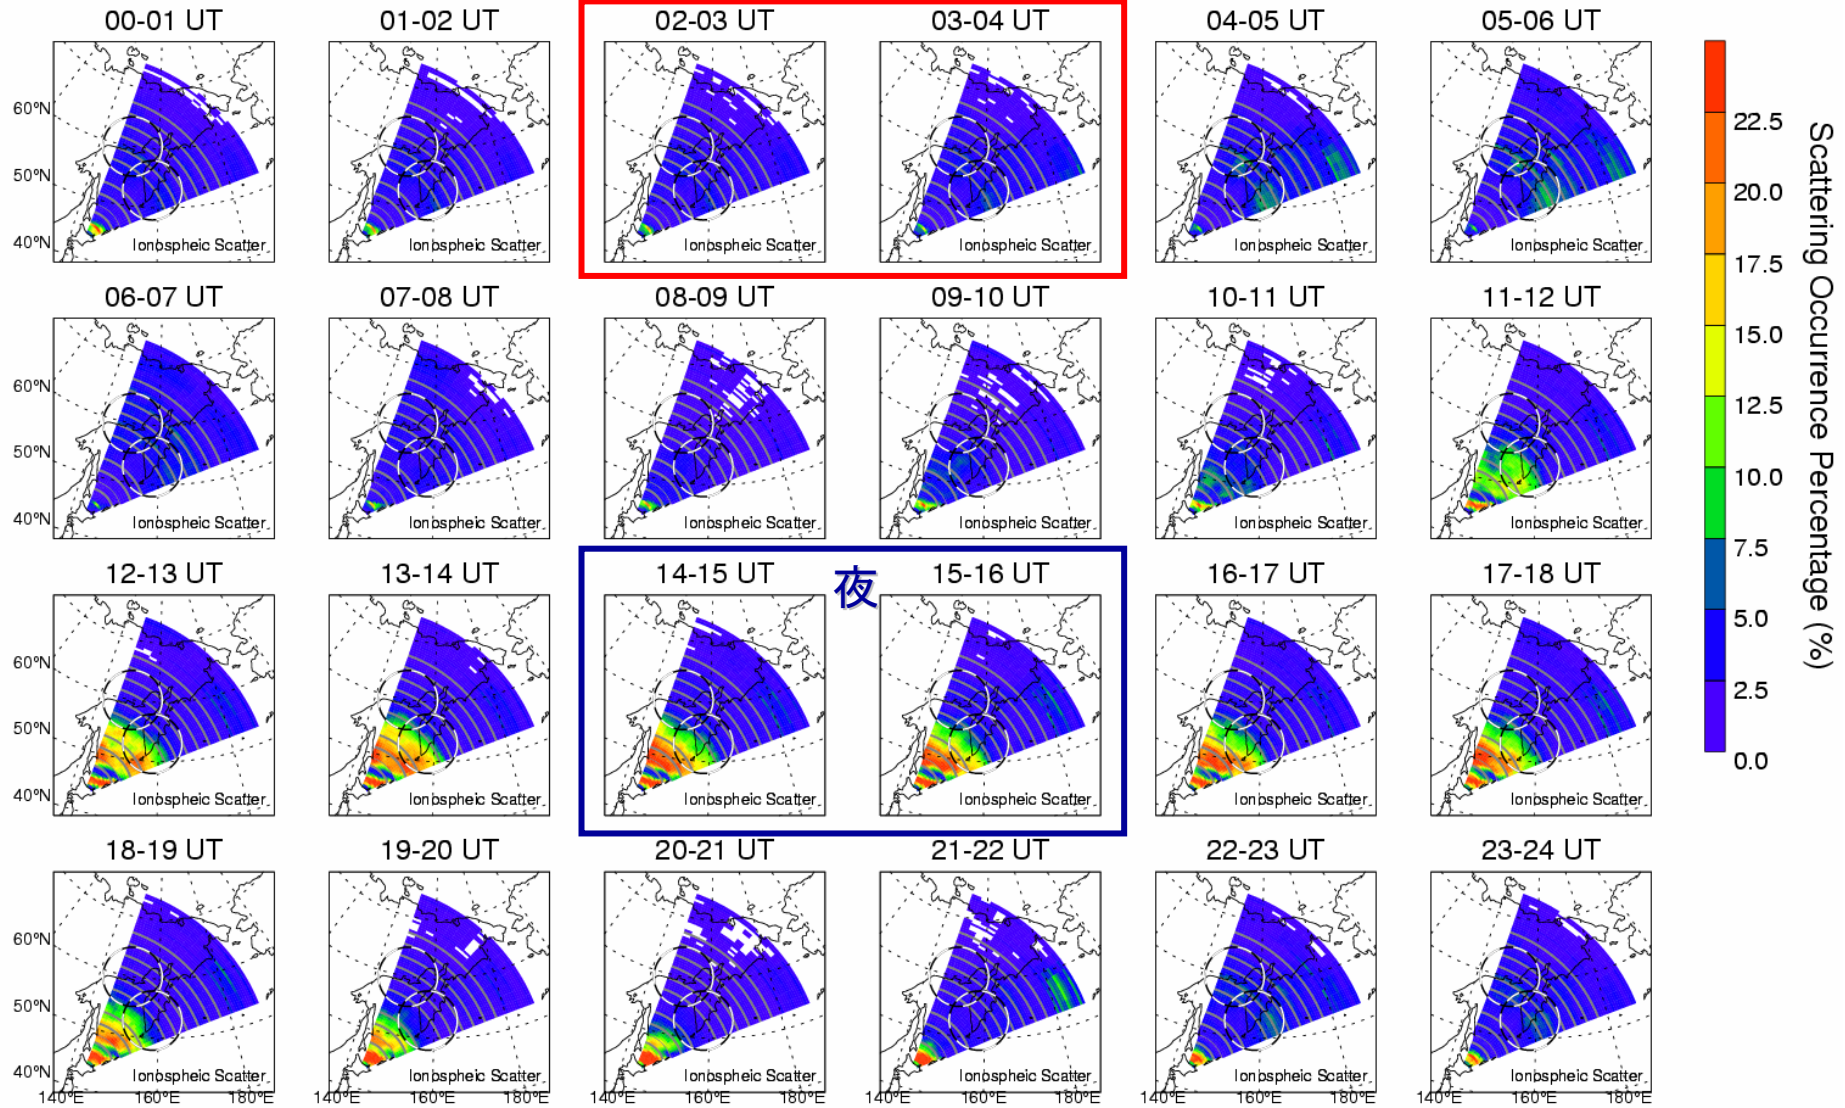 00-01 UT
01-02 UT
02-03 UT
03-04 UT
04-05 UT
05-06 UT
60°N
50°N
40°N
Ionospheic Scatter
Ionospheic Scatter
Ionospheic Scatter
Ionospheic Scatter
Ionospheic Scatter
Ionospheic Scatter
06-07 UT
07-08 UT
08-09 UT
09-10 UT
10-11 UT
11-12 UT
60°N
50°N
40°N
Ionospheic Scatter
Ionospheic Scatter
Ionospheic Scatter
Ionospheic Scatter
Ionospheic Scatter
Ionospheic Scatter
12-13 UT
13-14 UT
14-15 UT
夜
15-16 UT
16-17 UT
17-18 UT
60°N
50°N
40°N
Ionospheic Scatter
Ionospheic Scatter
Ionospheic Scatter
Ionospheic Scatter
Ionospheic Scatter
Ionospheic Scatter
18-19 UT
19-20 UT
20-21 UT
21-22 UT
22-23 UT
23-24 UT
60°N
50°N
40°N
Ionospheic Scatter
Ionospheic Scatter
Ionospheic Scatter
Ionospheic Scatter
Ionospheic Scatter
Ionospheic Scatter
140°E 160°E 180°E
140°E 160°E 180°E
140°E 160°E 180°E
140°E 160°E 180°E
140°E 160°E 180°E
140°E 160°E 180°E
22.5
20.0
17.5
15.0
12.5
10.0
7.5
5.0
2.5
0.0
Scattering Occurrence Percentage (%)